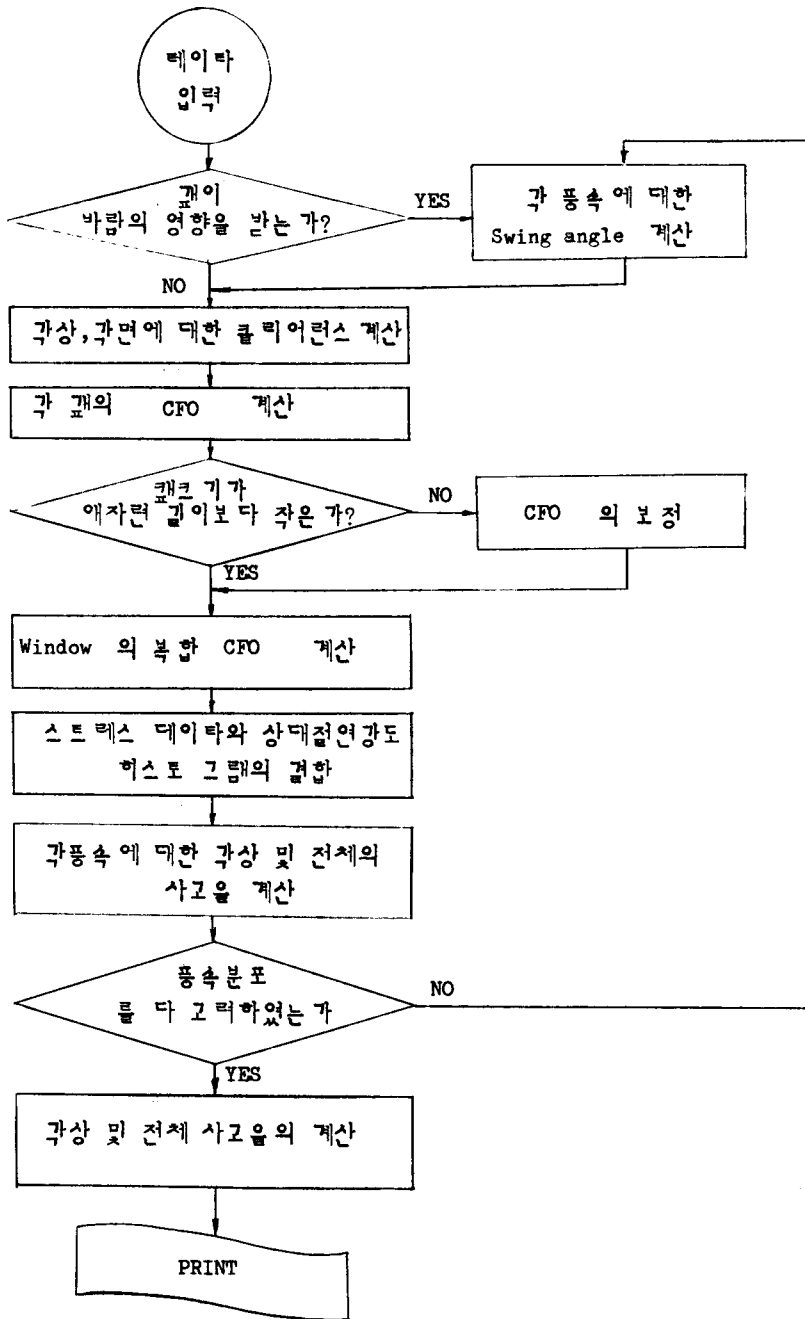 데이타
입력
갶이
바람의 영향을 받는가?
YES
각 풍속에 대한
Swing angle 계산
NO
각상,각면에 대한 클리어런스 계산
각 갶의 CFO 계산
갶크기가
애자련 길이보다 작은가?
NO
CFO 의 보정
YES
Window 의 복합 CFO 계산
스트레스 데이타와 상대절연강도
히스토그램의 결합
각풍속에 대한 각상 및 전체의
사고율 계산
풍속분포
를 다 고려하였는가
NO
YES
각상 및 전체 사고율의 계산
PRINT